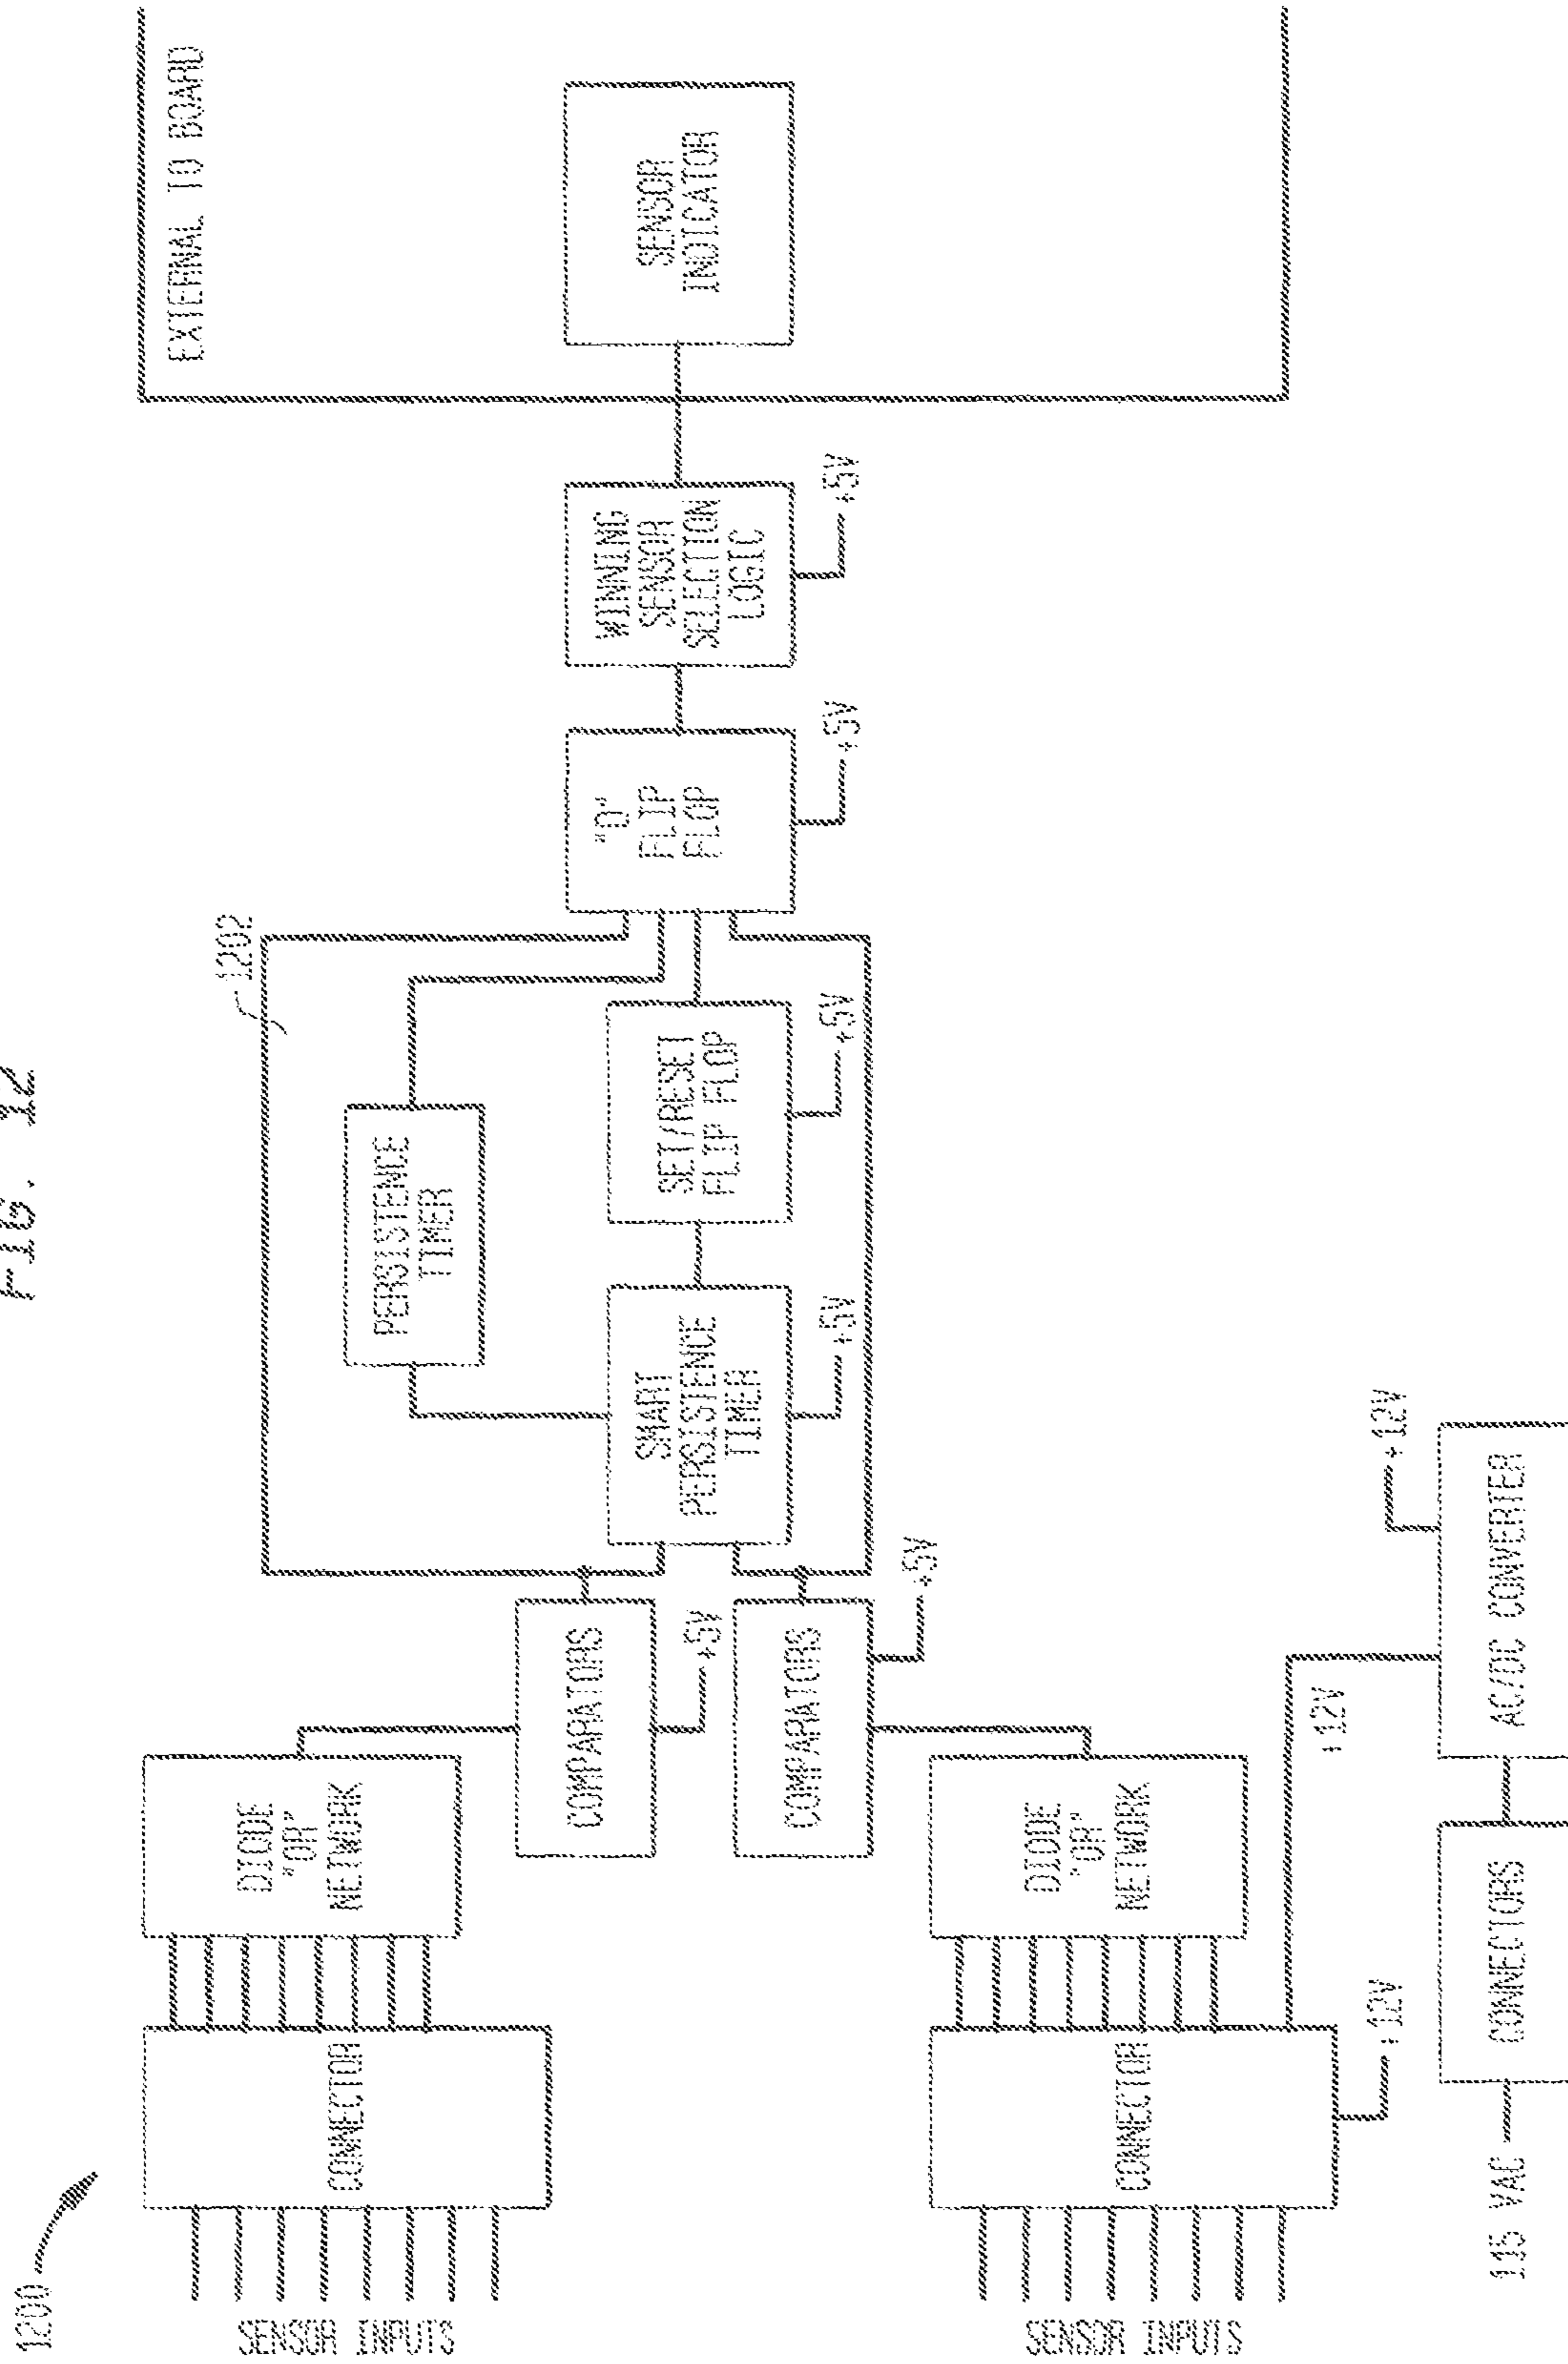 FIG. 12
1200
SENSOR INPUTS
CONNECTOR
DIODE
"OR"
NETWORK
COMPARATORS
+5V
1202
PERSISTENCE
TIMER
SMART
PERSISTENCE
TIMER
+5V
SET/RESET
FLIP FLOP
+5V
"D"
FLIP
FLOP
+5V
WINNING
SENSOR
SELECTION
LOGIC
+5V
EXTERNAL TO BOARD
SENSOR
INDICATOR
SENSOR INPUTS
CONNECTOR
+12V
DIODE
"OR"
NETWORK
COMPARATORS
+5V
+12V
115 VAC
CONNECTORS
AC/DC CONVERTER
+12V